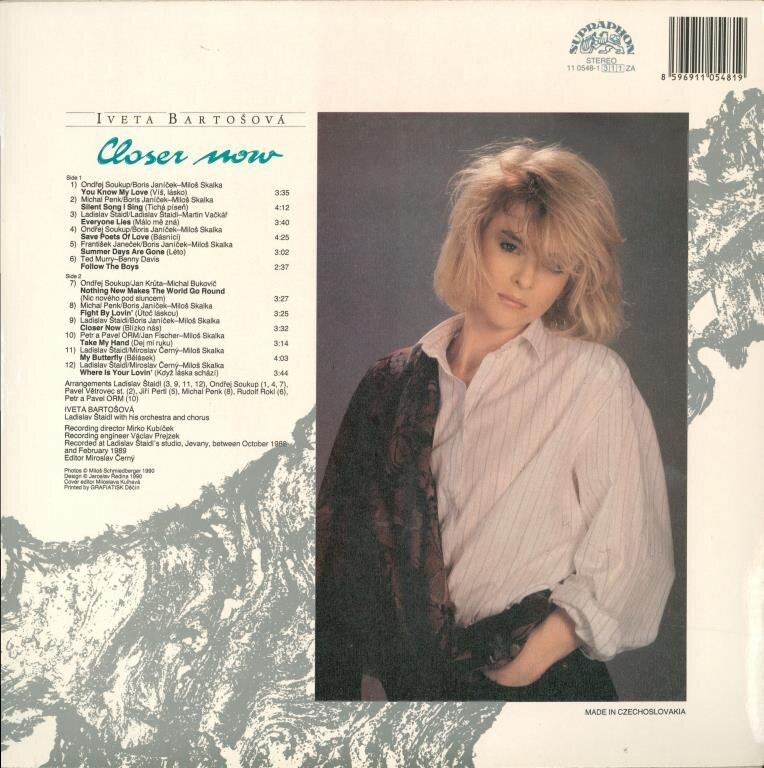 SUPRAPHON
STEREO
11 0548-1 311 ZA
8 596911 054819
IVETA BARTOŠOVÁ
Closer now
Side 1
1) Ondřej Soukup/Boris Janíček–Miloš Skalka
You Know My Love (Víš, lásko) 3:35
2) Michal Penk/Boris Janíček–Miloš Skalka
Silent Song I Sing (Tichá píseň) 4:12
3) Ladislav Štaidl/Ladislav Štaidl–Martin Vačkář
Everyone Lies (Málo mě zná) 3:40
4) Ondřej Soukup/Boris Janíček–Miloš Skalka
Save Poets Of Love (Básníci) 4:25
5) František Janeček/Boris Janíček–Miloš Skalka
Summer Days Are Gone (Léto) 3:02
6) Ted Murry–Benny Davis
Follow The Boys 2:37
Side 2
7) Ondřej Soukup/Jan Krůta–Michal Bukovič
Nothing New Makes The World Go Round
(Nic nového pod sluncem) 3:27
8) Michal Penk/Boris Janíček–Miloš Skalka
Fight By Lovin' (Útoč láskou) 3:15
9) Ladislav Štaidl/Boris Janíček–Miloš Skalka
Closer Now (Blízko nás) 3:32
10) Petr a Pavel ORM/Jan Fischer–Miloš Skalka
Take My Hand (Dej mi ruku) 3:14
11) Ladislav Štaidl/Miroslav Černý–Miloš Skalka
My Butterfly (Bělásek) 4:03
12) Ladislav Štaidl/Miroslav Černý–Miloš Skalka
Where Is Your Lovin' (Když láska schází) 3:44
Arrangements Ladislav Štaidl (3, 9, 11, 12), Ondřej Soukup (1, 4, 7),
Pavel Větrovec st. (2), Jiří Pertl (5), Michal Penk (8), Rudolf Rokl (6),
Petr a Pavel ORM (10)
IVETA BARTOŠOVÁ
Ladislav Štaidl with his orchestra and chorus
Recording director Mirko Kubíček
Recording engineer Václav Prejzek
Recorded at Ladislav Štaidl's studio, Jevany, between October 1988
and February 1989
Editor Miroslav Černý
Photos © Miloš Schmiedberger 1990
Design © Jaroslav Ředina 1990
Cover editor Miloslava Kulhavá
Printed by GRAFIATISK Děčín
MADE IN CZECHOSLOVAKIA